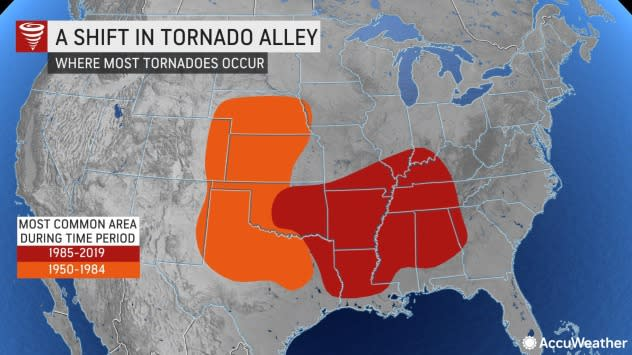 A SHIFT IN TORNADO ALLEY
WHERE MOST TORNADOES OCCUR
MOST COMMON AREA
DURING TIME PERIOD
1985-2019
1950-1984
AccuWeather